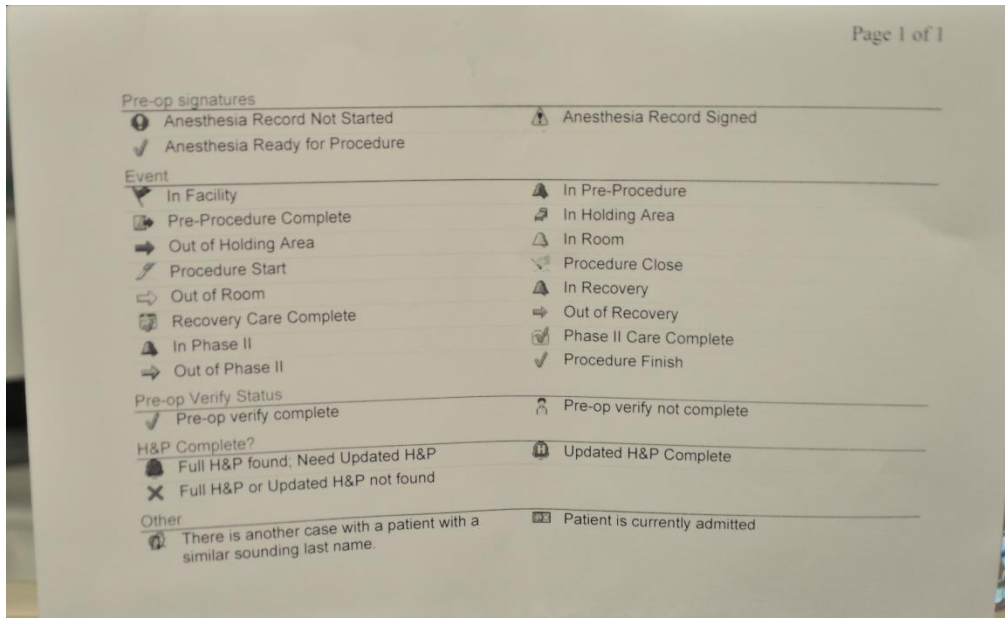 Page 1 of 1
Pre-op signatures
Anesthesia Record Not Started
Anesthesia Record Signed
Anesthesia Ready for Procedure
Event
In Facility
In Pre-Procedure
Pre-Procedure Complete
In Holding Area
Out of Holding Area
In Room
Procedure Start
Procedure Close
Out of Room
In Recovery
Recovery Care Complete
Out of Recovery
In Phase II
Phase II Care Complete
Out of Phase II
Procedure Finish
Pre-op Verify Status
Pre-op verify complete
Pre-op verify not complete
H&P Complete?
Full H&P found; Need Updated H&P
Updated H&P Complete
Full H&P or Updated H&P not found
Other
There is another case with a patient with a
similar sounding last name.
Patient is currently admitted